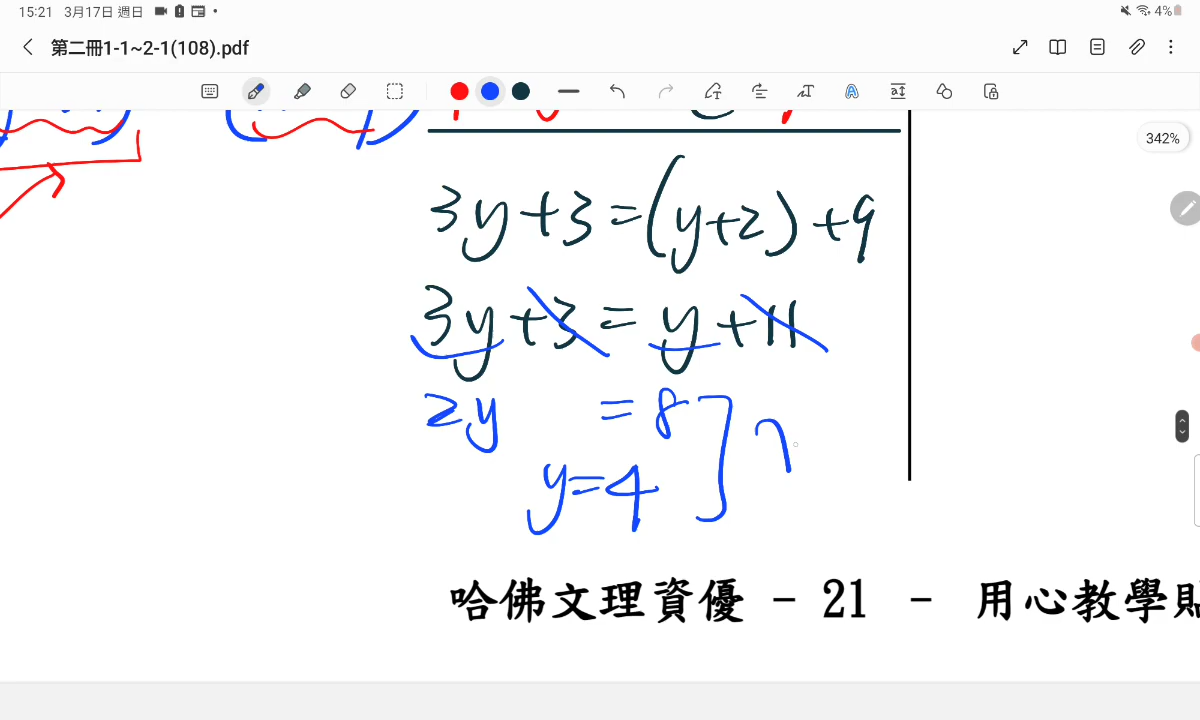 15:21 3月17日 週日
4%
第二冊1-1~2-1(108).pdf
342%
3y+3=(y+2)+9
3y+3=y+11
2y =8
y=4
哈佛文理資優 - 21 - 用心教學